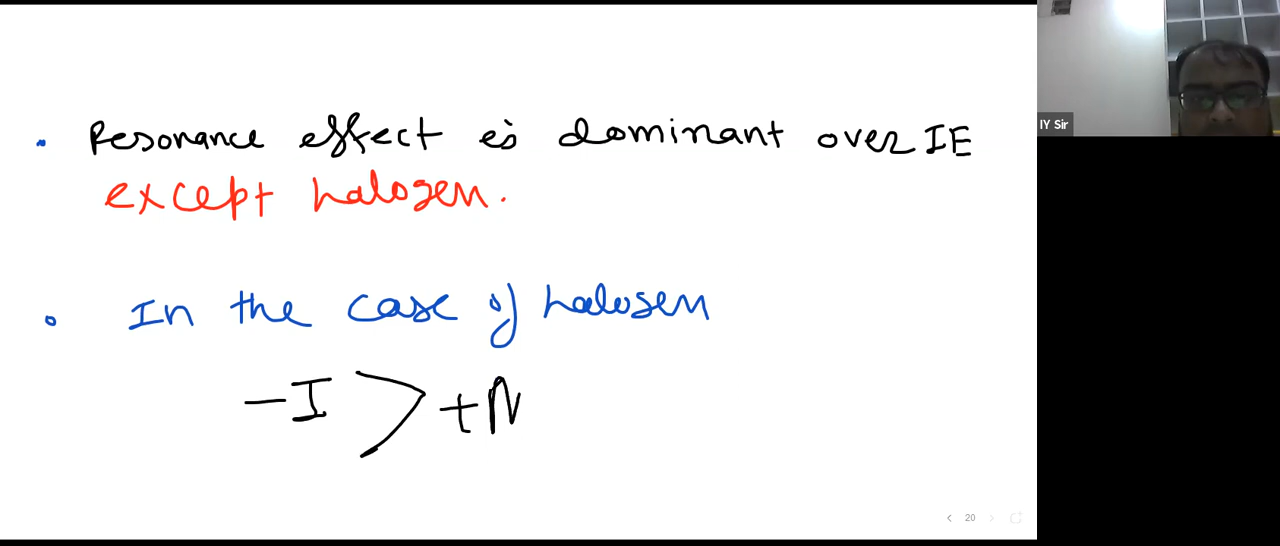 • Resonance effect is dominant over IE
except halogen.
IY Sir
• In the case of halogen
-I > +M
20